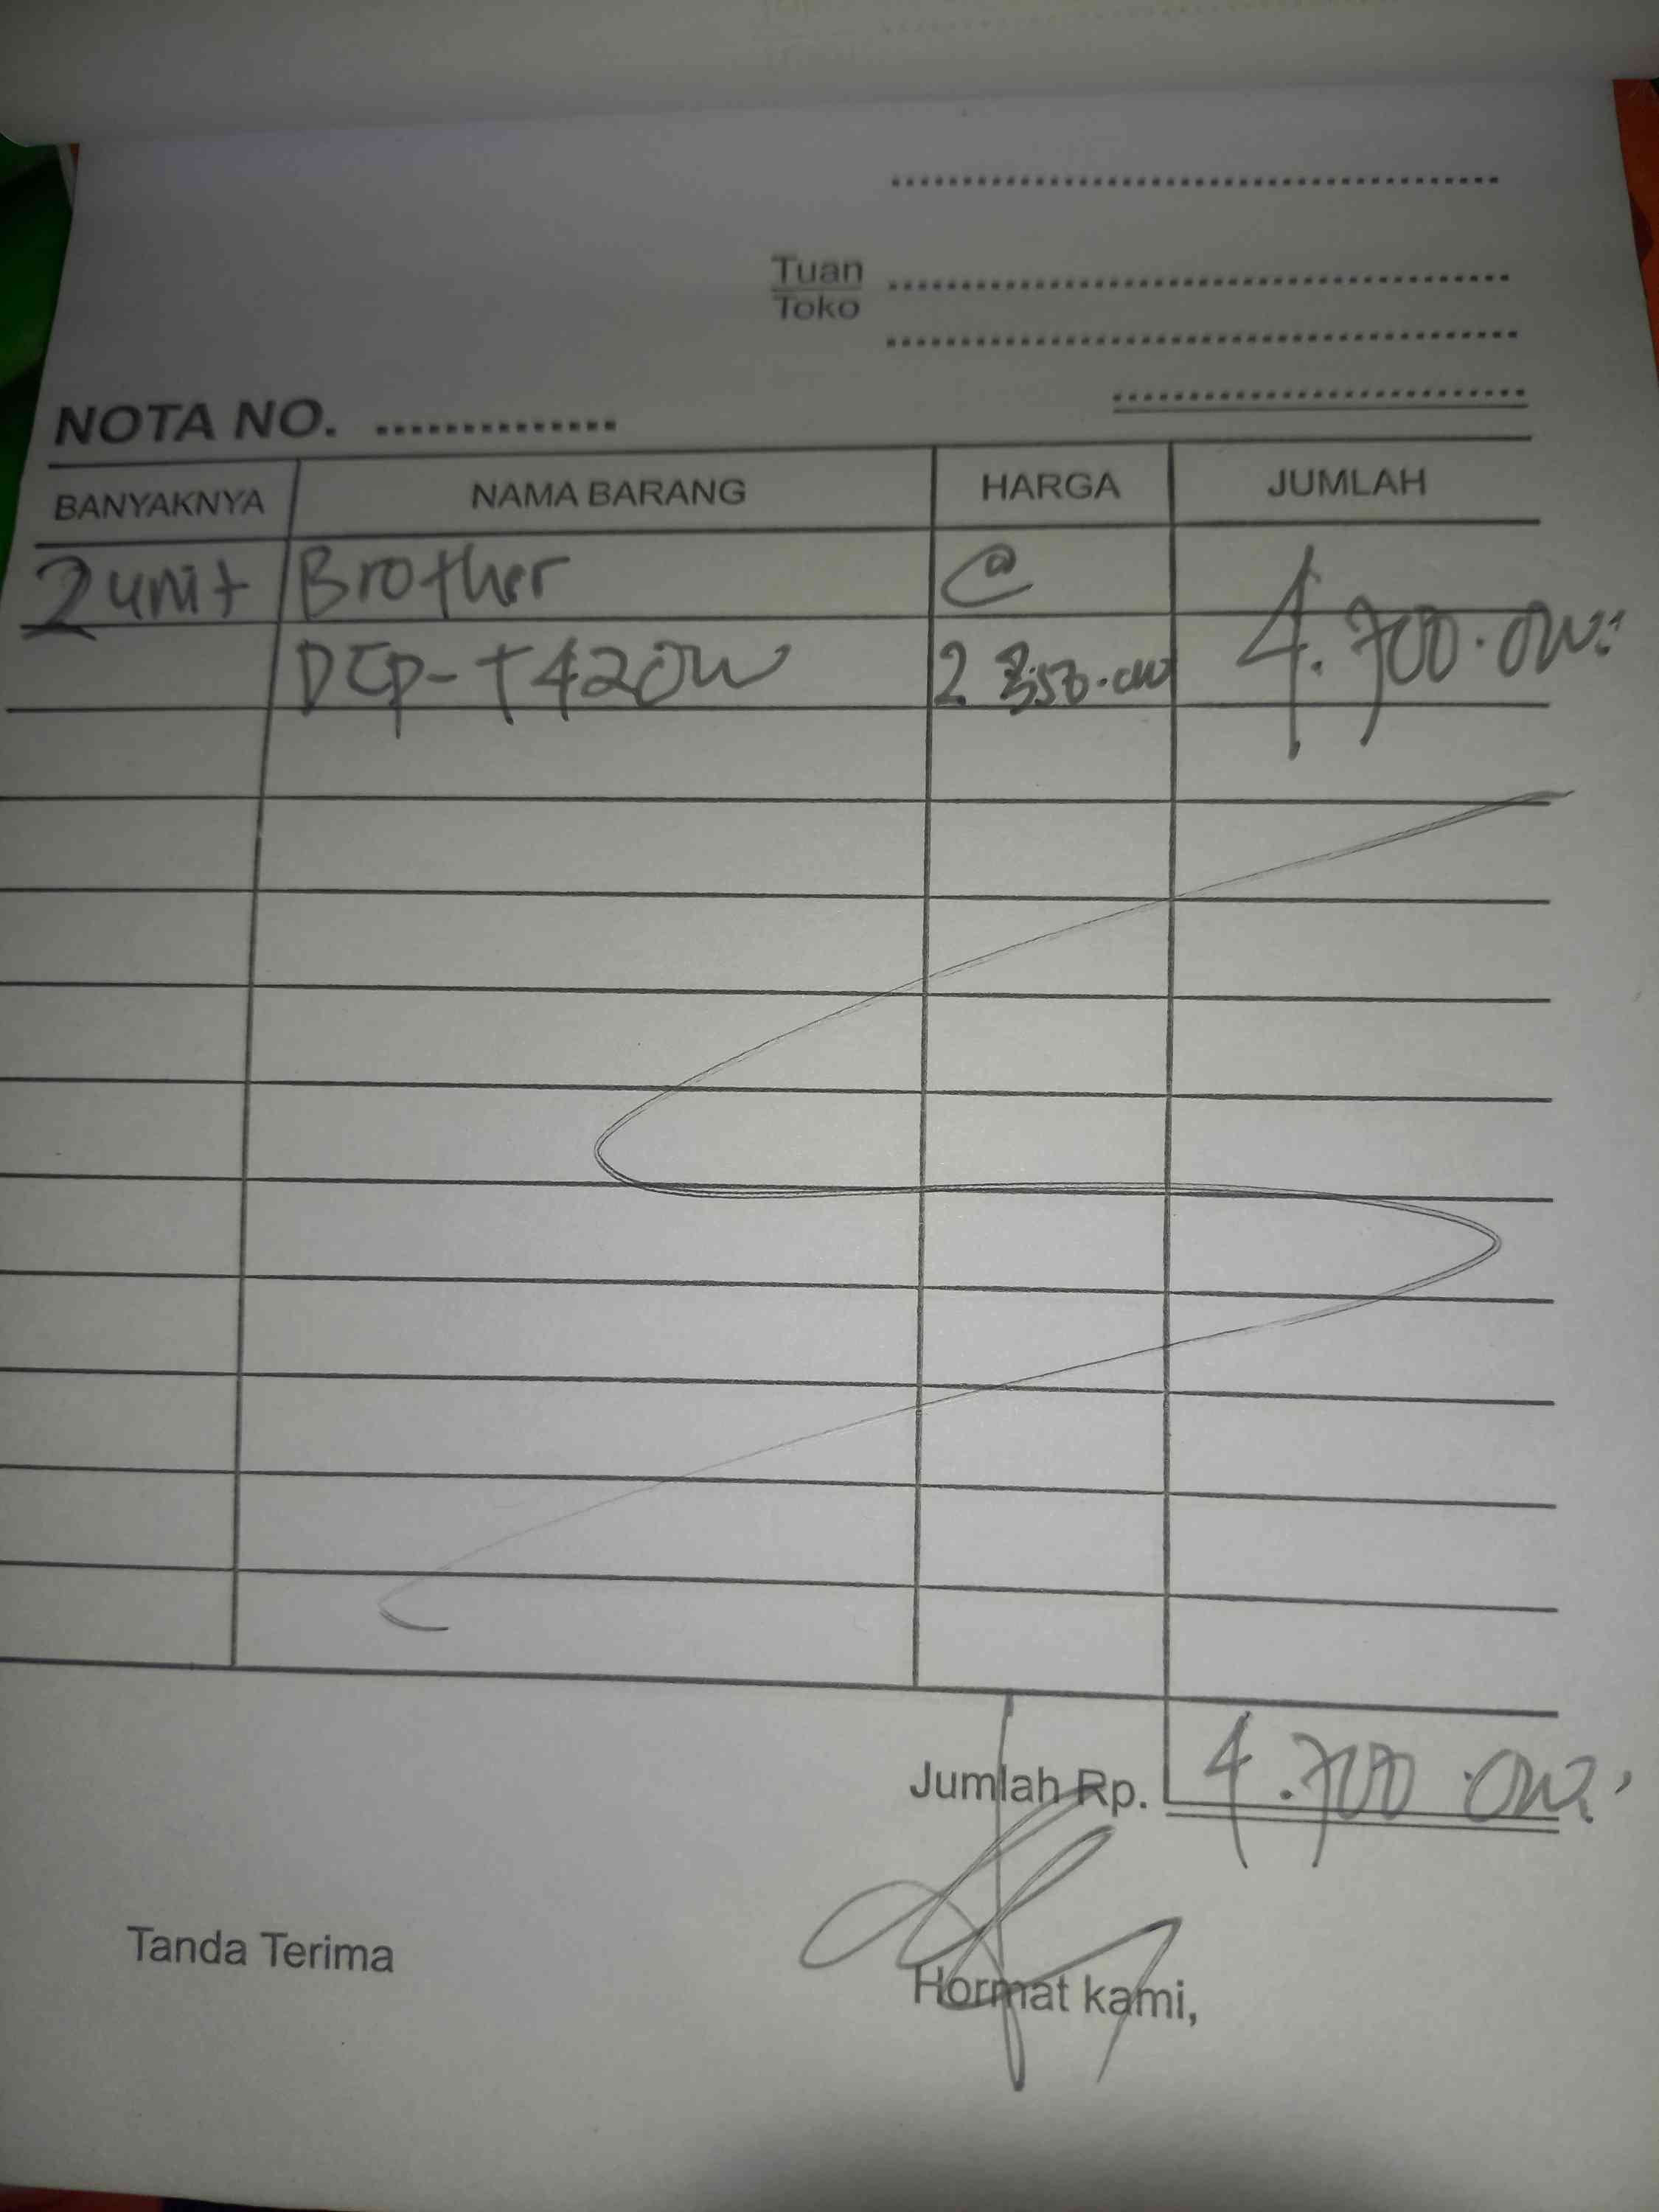 Tuan
Toko
NOTA NO. ..............
BANYAKNYA NAMA BARANG HARGA JUMLAH
2 unit Brother @
DCP-T420W 2.350.000 4.700.000
Jumlah Rp. 4.700.000
Tanda Terima
Hormat kami,